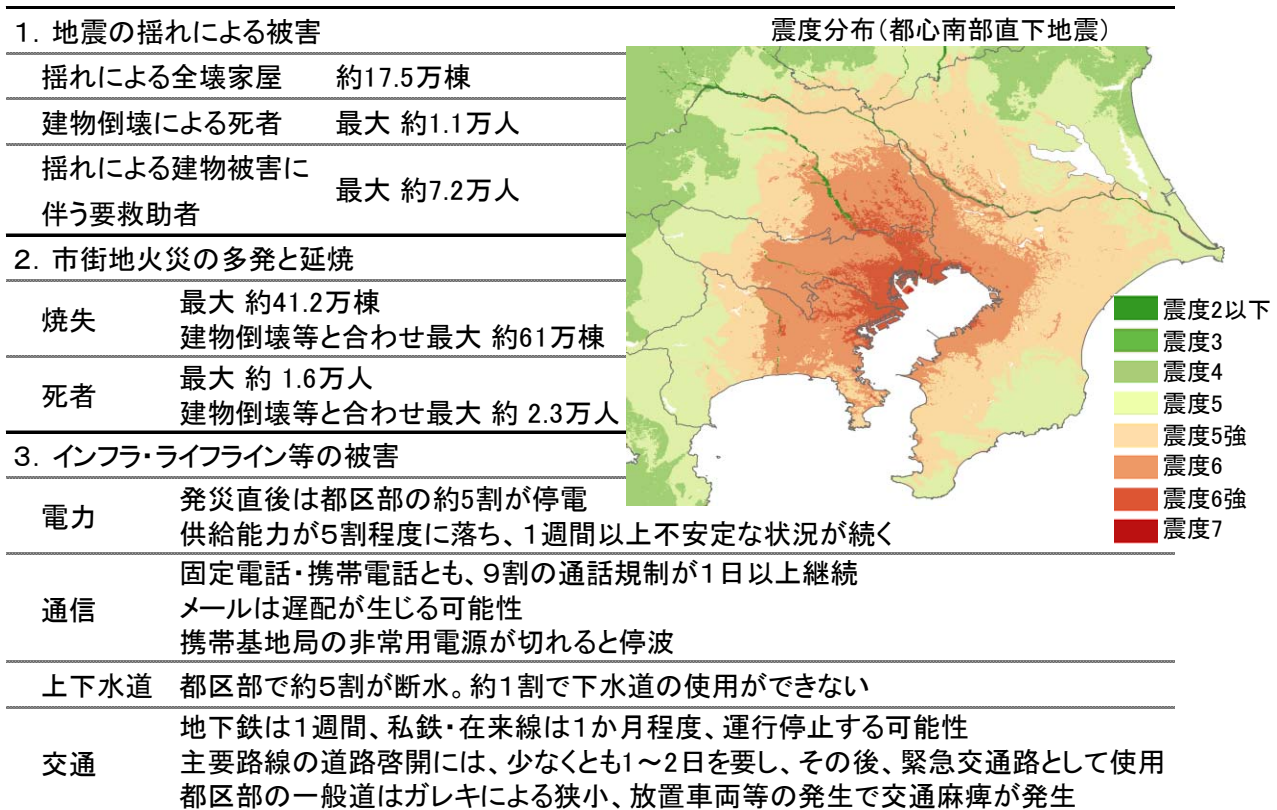 1．地震の揺れによる被害
揺れによる全壊家屋 約17.5万棟
建物倒壊による死者 最大 約1.1万人
揺れによる建物被害に
伴う要救助者
最大 約7.2万人
2．市街地火災の多発と延焼
焼失
最大 約41.2万棟
建物倒壊等と合わせ最大 約61万棟
死者
最大 約 1.6万人
建物倒壊等と合わせ最大 約 2.3万人
震度分布（都心南部直下地震）
震度2以下
震度3
震度4
震度5
震度5強
震度6
震度6強
震度7
3．インフラ・ライフライン等の被害
電力
発災直後は都区部の約5割が停電
供給能力が５割程度に落ち、１週間以上不安定な状況が続く
通信
固定電話・携帯電話とも、９割の通話規制が１日以上継続
メールは遅配が生じる可能性
携帯基地局の非常用電源が切れると停波
上下水道 都区部で約５割が断水。約１割で下水道の使用ができない
交通
地下鉄は１週間、私鉄・在来線は１か月程度、運行停止する可能性
主要路線の道路啓開には、少なくとも1～2日を要し、その後、緊急交通路として使用
都区部の一般道はガレキによる狭小、放置車両等の発生で交通麻痺が発生